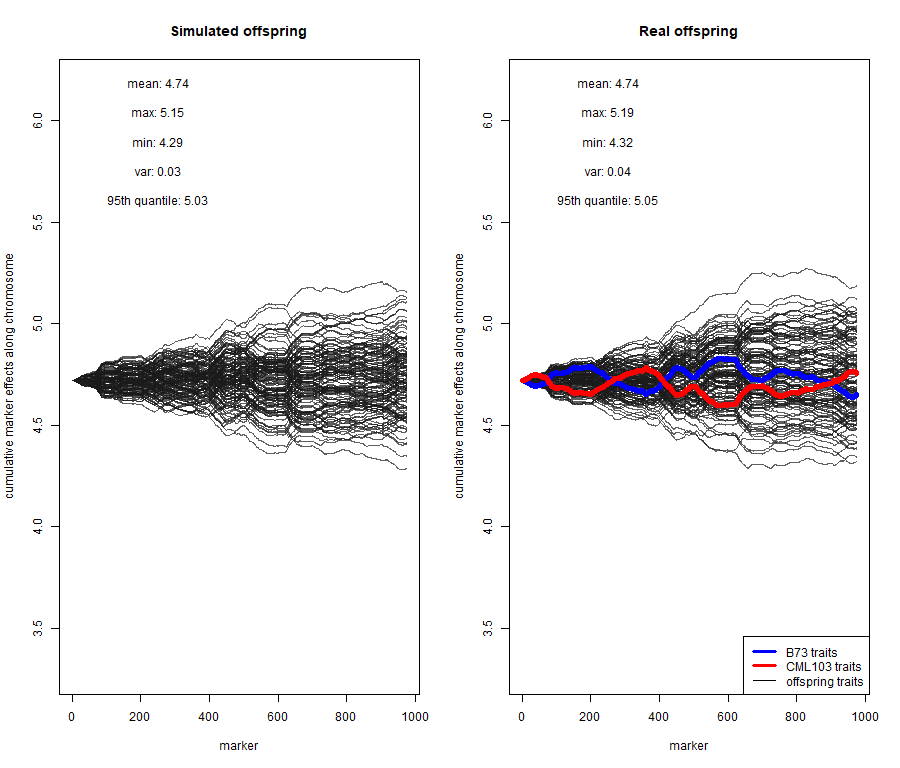 Simulated offspring
mean: 4.74
max: 5.15
min: 4.29
var: 0.03
95th quantile: 5.03
cumulative marker effects along chromosome
6.0
5.5
5.0
4.5
4.0
3.5
0 200 400 600 800 1000
marker
Real offspring
mean: 4.74
max: 5.19
min: 4.32
var: 0.04
95th quantile: 5.05
cumulative marker effects along chromosome
6.0
5.5
5.0
4.5
4.0
3.5
B73 traits
CML103 traits
offspring traits
0 200 400 600 800 1000
marker